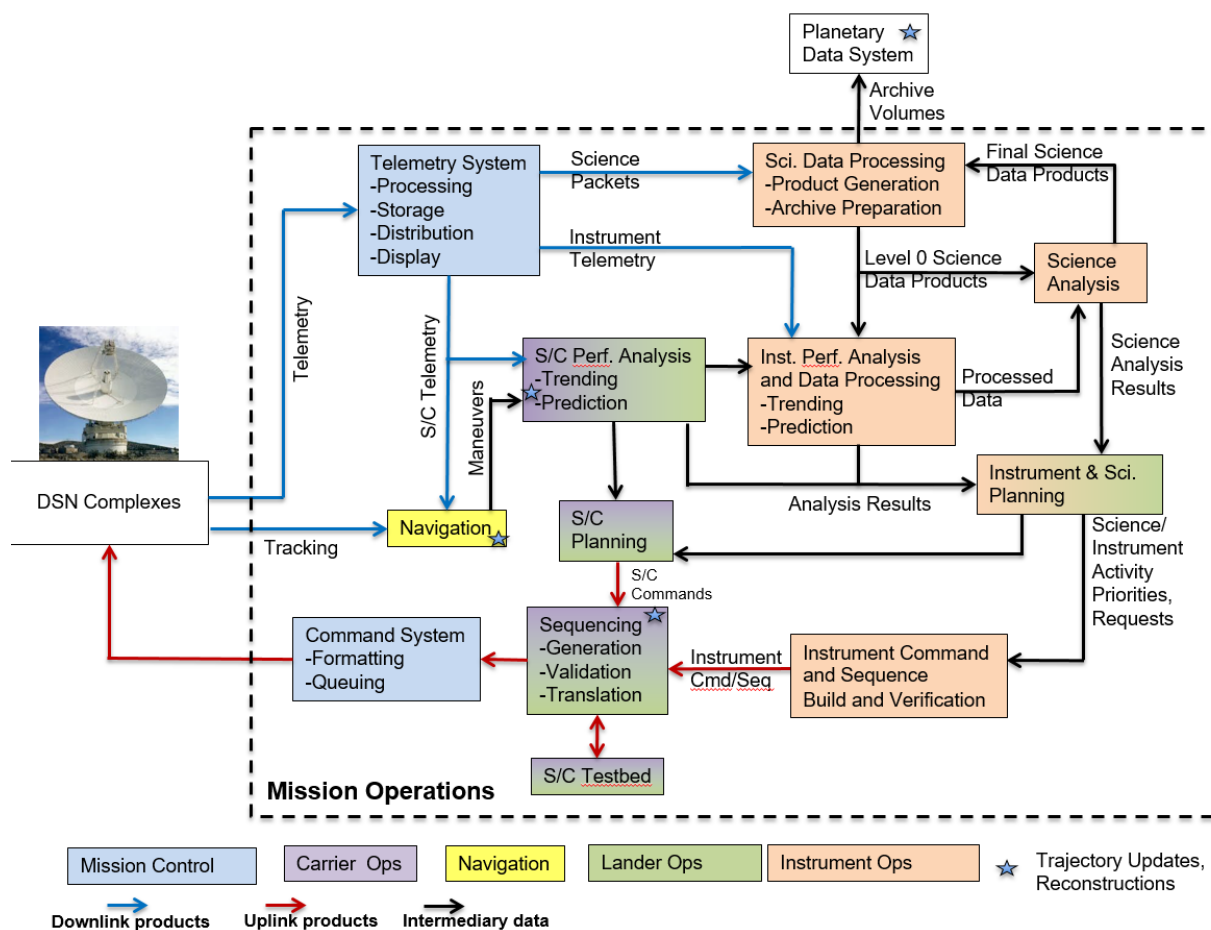 Planetary
Data System
Archive
Volumes
Telemetry System
-Processing
-Storage
-Distribution
-Display
Science
Packets
Sci. Data Processing
-Product Generation
-Archive Preparation
Final Science
Data Products
Instrument
Telemetry
Level 0 Science
Data Products
Science
Analysis
Telemetry
S/C Telemetry
Maneuvers
S/C Perf. Analysis
-Trending
-Prediction
Inst. Perf. Analysis
and Data Processing
-Trending
-Prediction
Processed
Data
Science
Analysis
Results
DSN Complexes
Tracking
Navigation
S/C
Planning
Analysis Results
Instrument & Sci.
Planning
Science/
Instrument
Activity
Priorities,
Requests
S/C
Commands
Command System
-Formatting
-Queuing
Sequencing
-Generation
-Validation
-Translation
Instrument
Cmd/Seq
Instrument Command
and Sequence
Build and Verification
S/C Testbed
Mission Operations
Mission Control
Carrier Ops
Navigation
Lander Ops
Instrument Ops
Trajectory Updates,
Reconstructions
Downlink products
Uplink products
Intermediary data